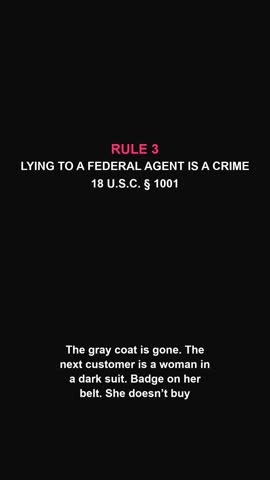 RULE 3
LYING TO A FEDERAL AGENT IS A CRIME
18 U.S.C. § 1001
The gray coat is gone. The
next customer is a woman in
a dark suit. Badge on her
belt. She doesn't buy